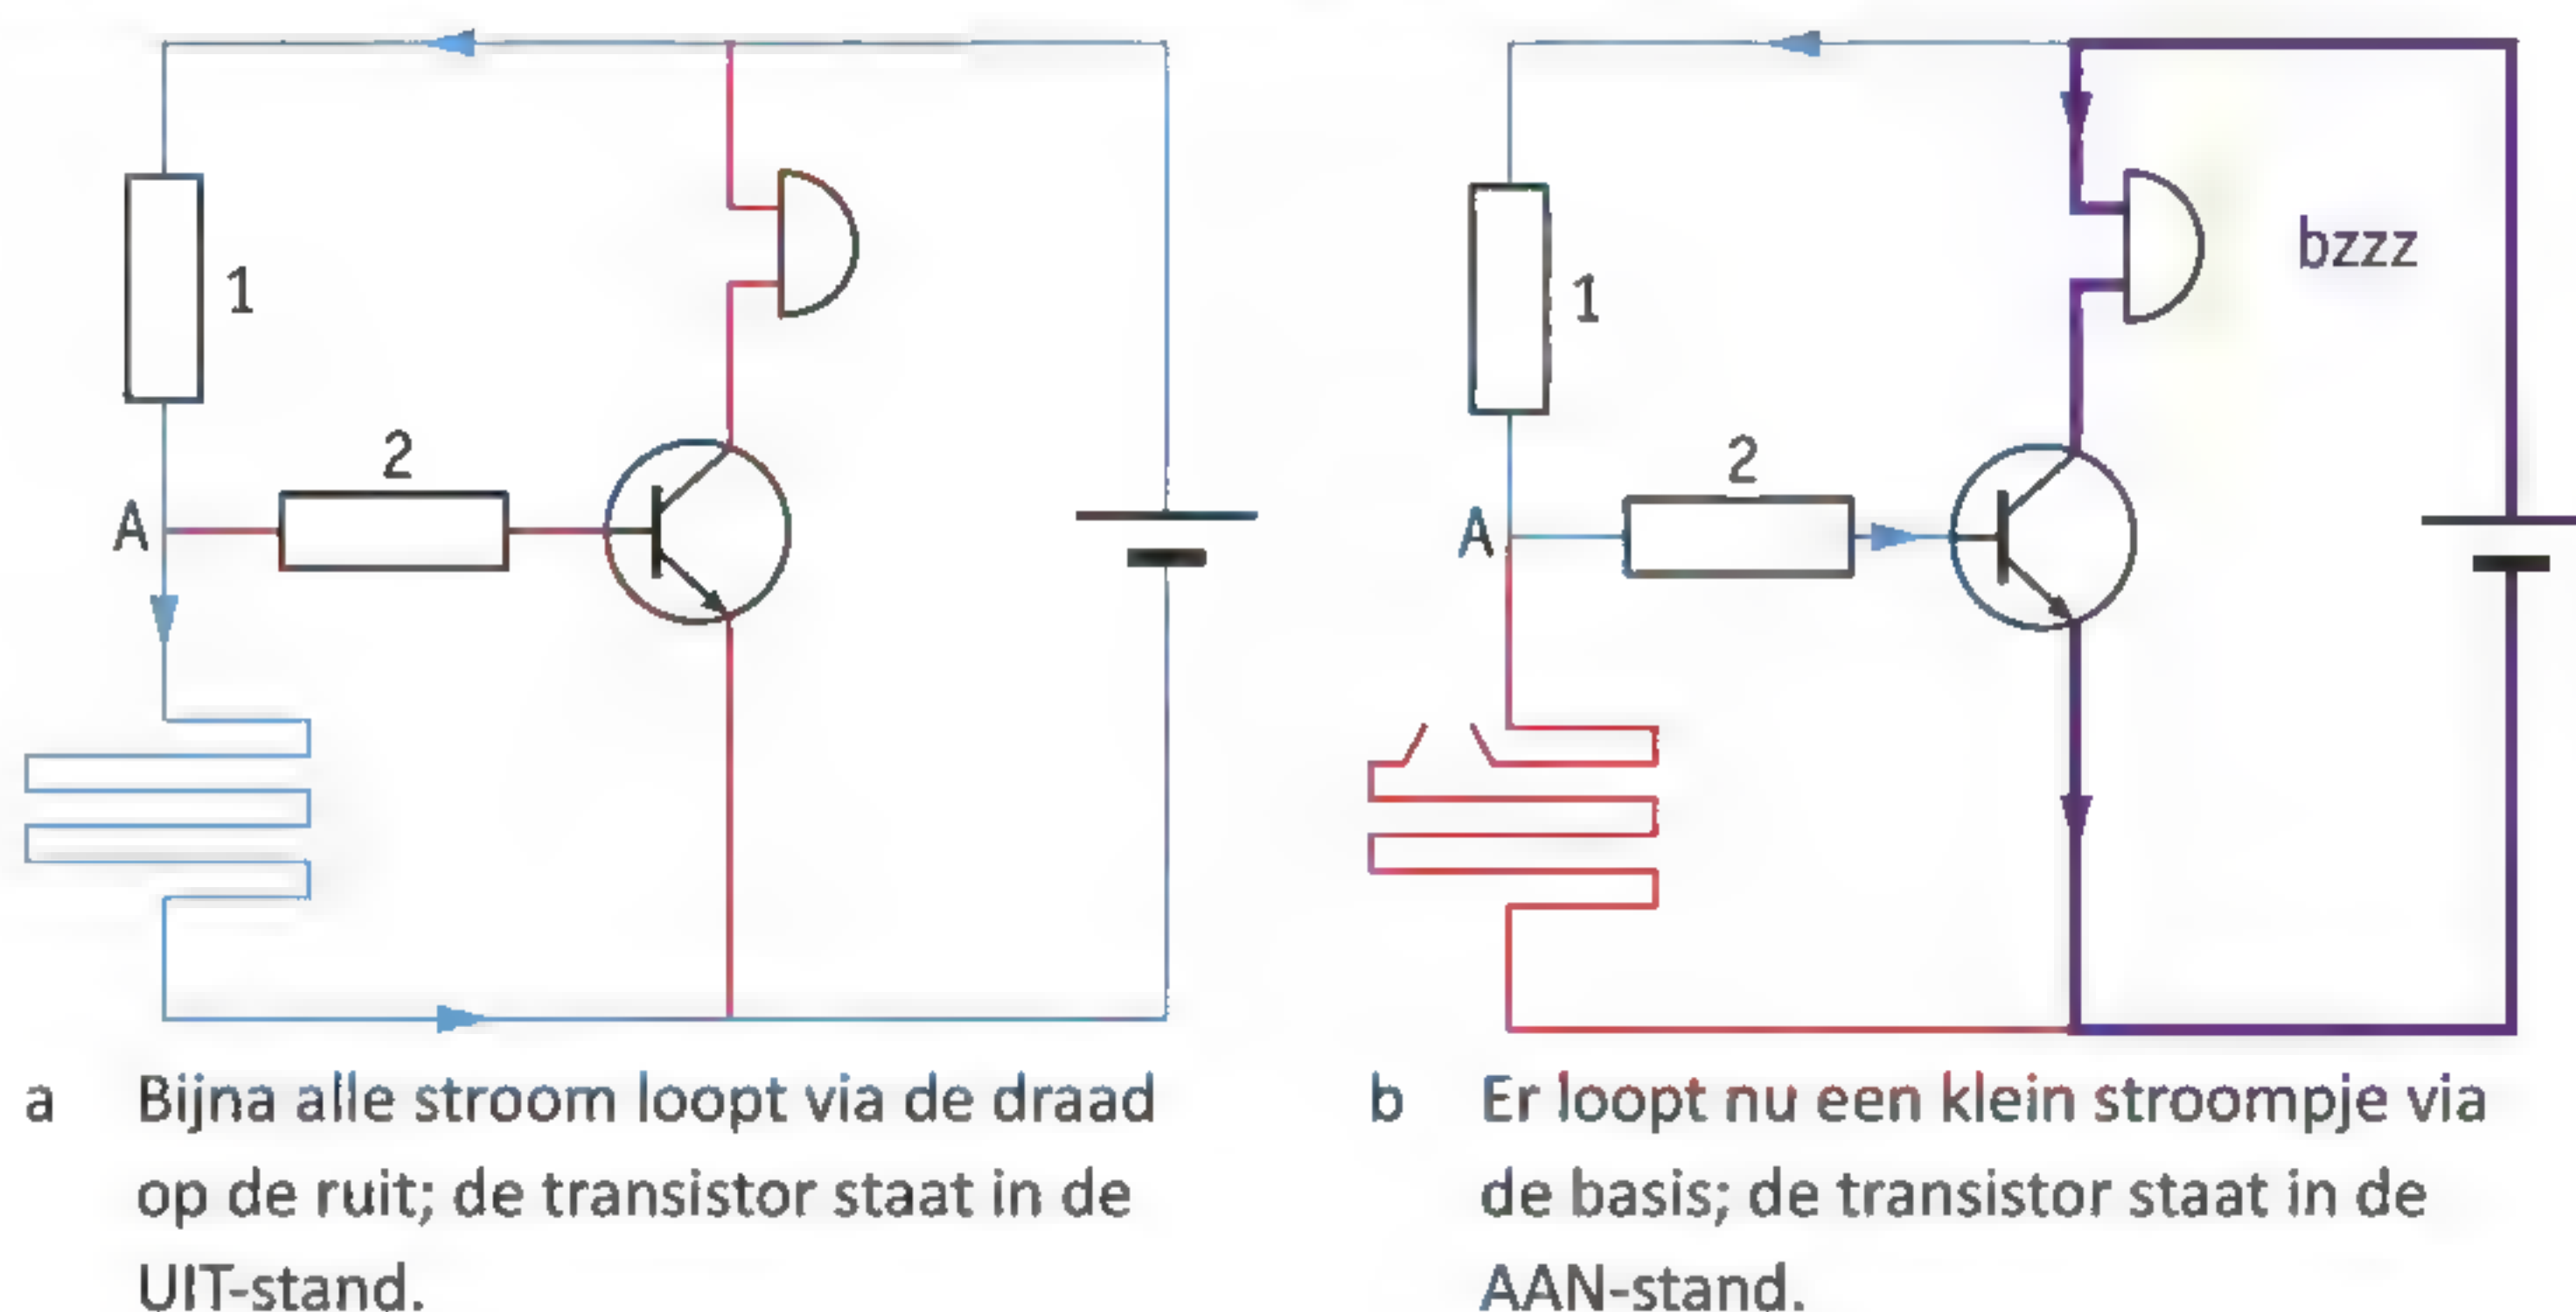 1
2
A
1
bzzz
2
A
a Bijna alle stroom loopt via de draad
op de ruit; de transistor staat in de
UIT-stand.
b Er loopt nu een klein stroompje via
de basis; de transistor staat in de
AAN-stand.